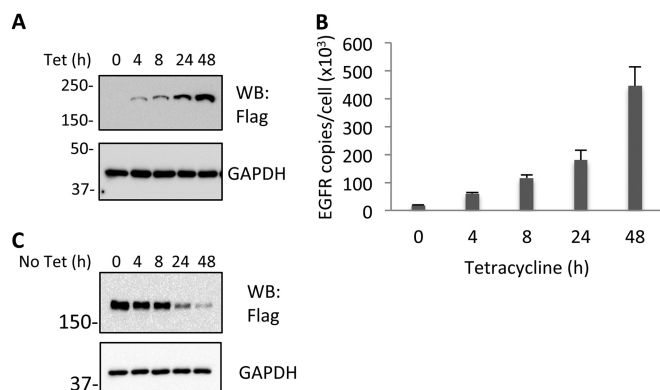 A
Tet (h) 0 4 8 24 48
250-
150-
WB:
Flag
50-
37-
GAPDH
B
EGFR copies/cell (x10³)
600
500
400
300
200
100
0
0 4 8 24 48
Tetracycline (h)
C
No Tet (h) 0 4 8 24 48
150-
WB:
Flag
37-
GAPDH